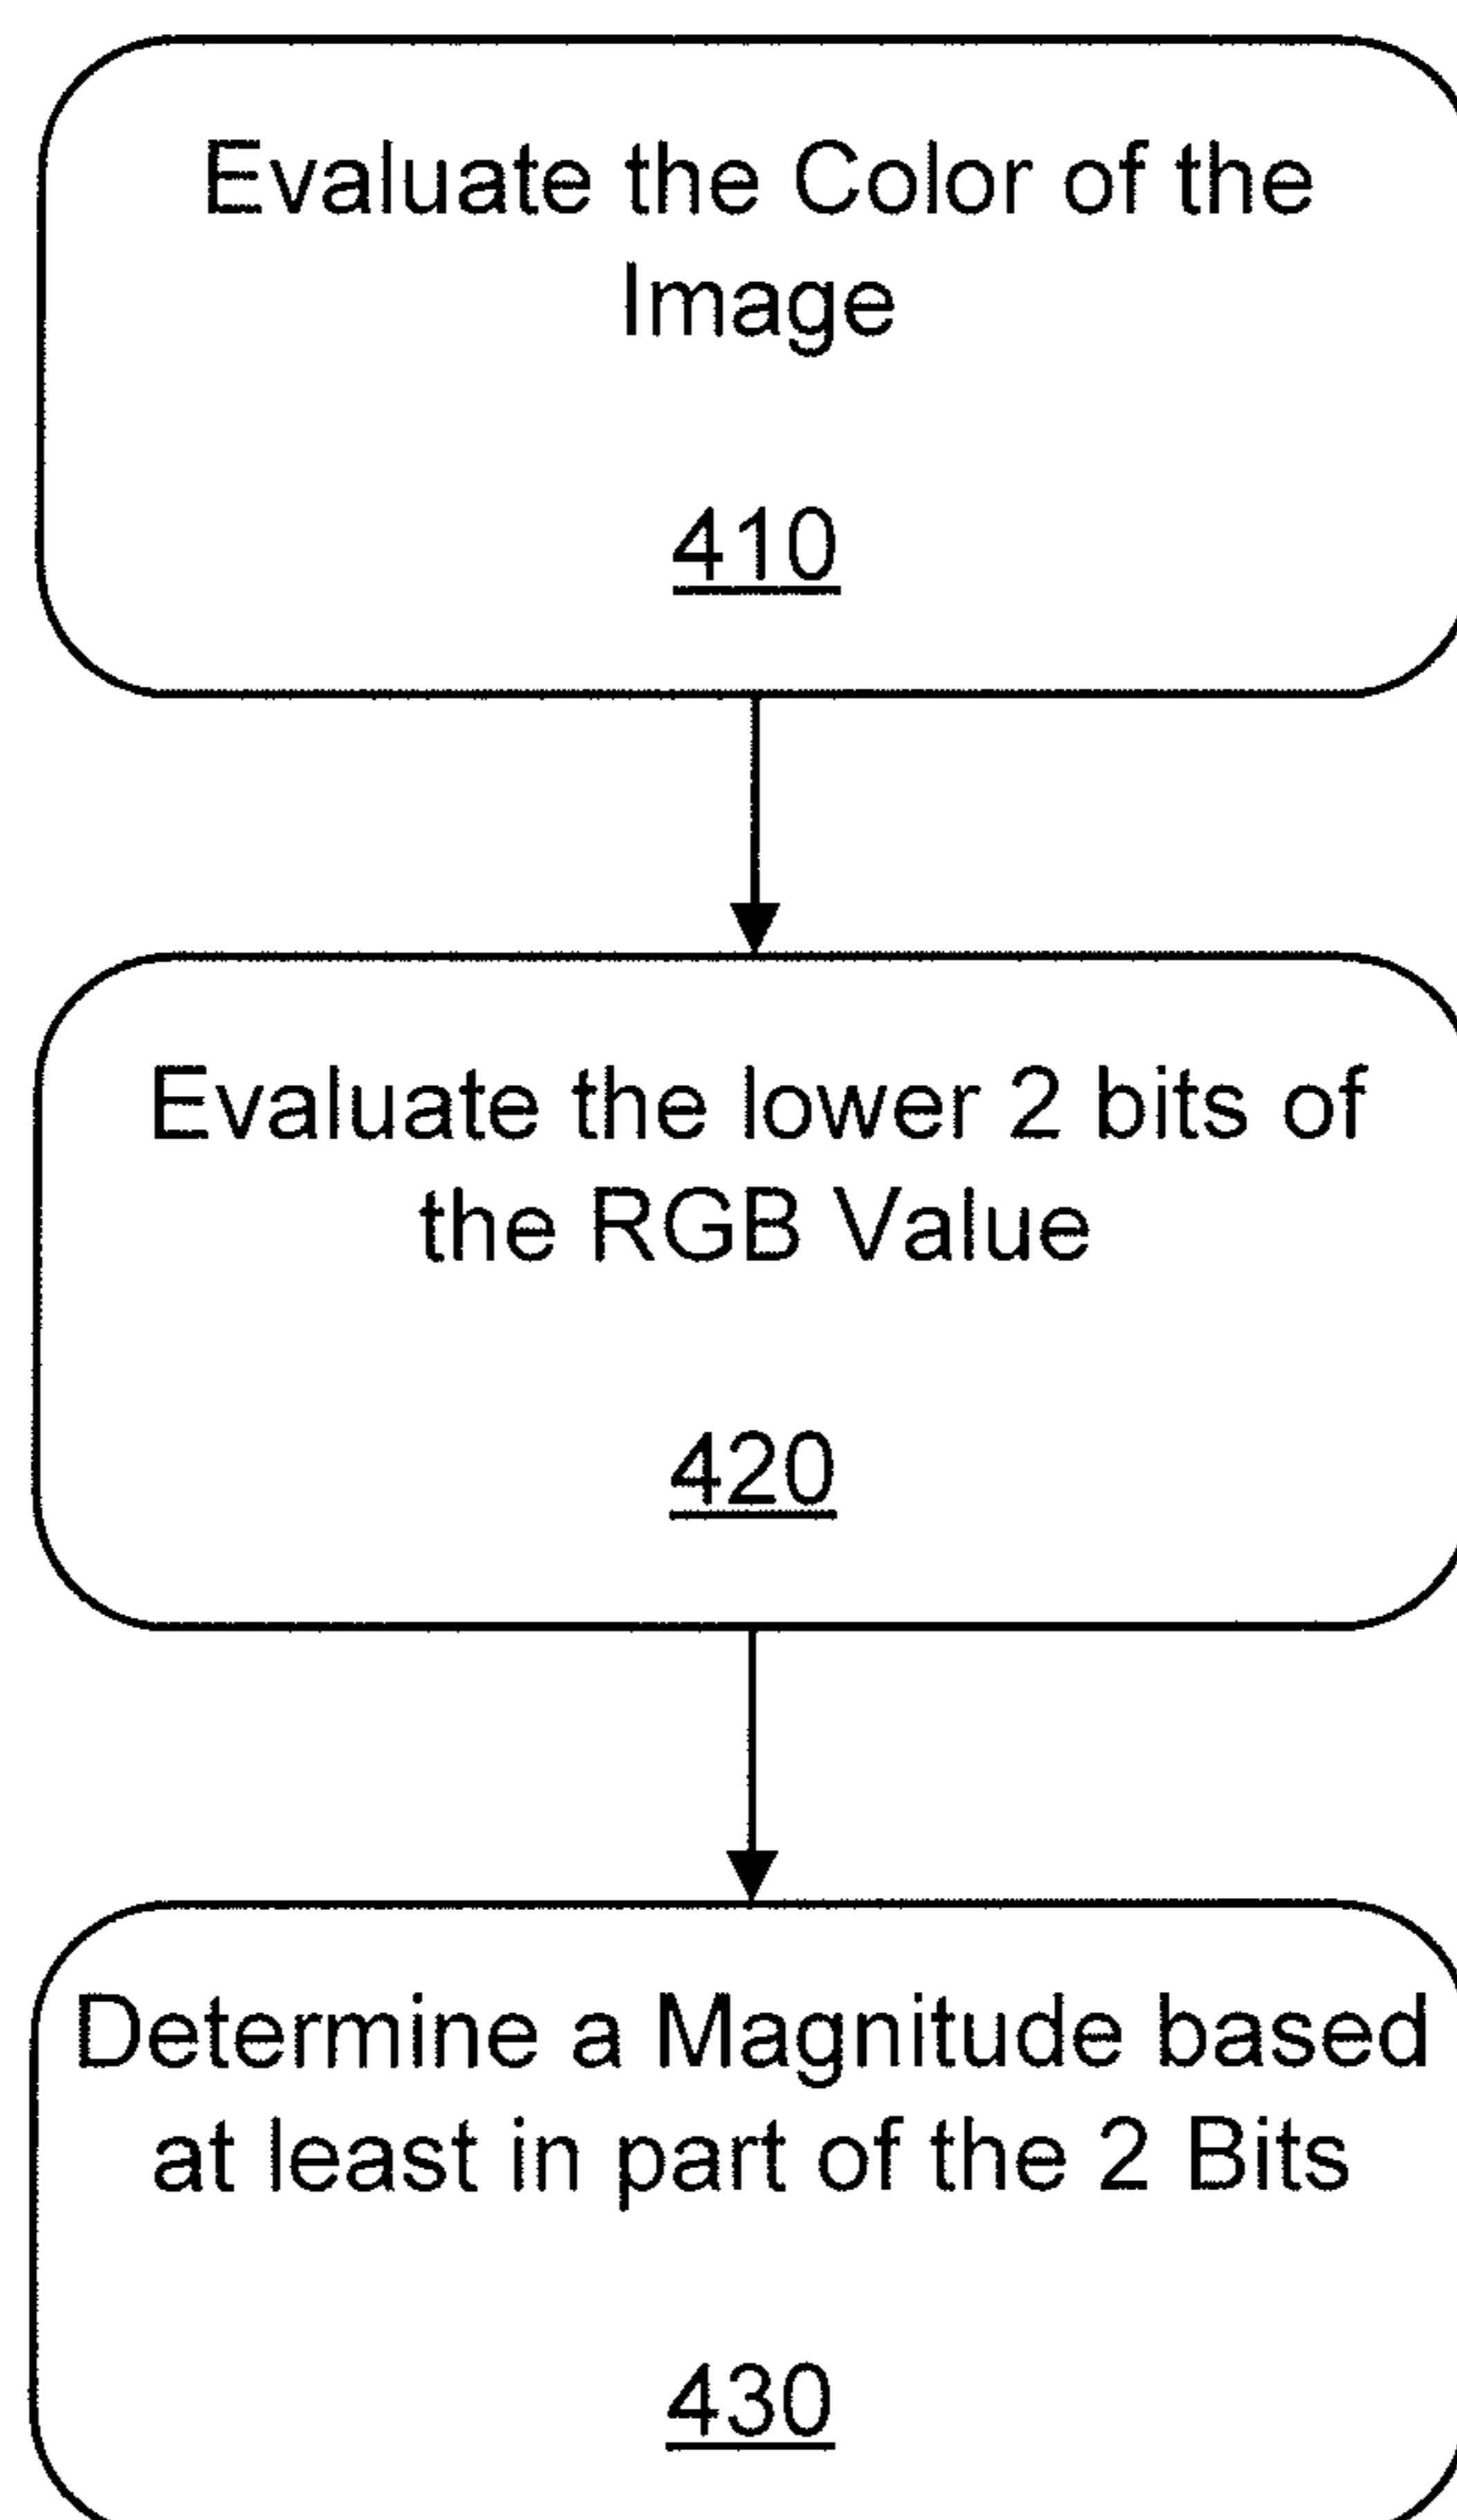 Evaluate the Color of the
Image
410
Evaluate the lower 2 bits of
the RGB Value
420
Determine a Magnitude based
at least in part of the 2 Bits
430